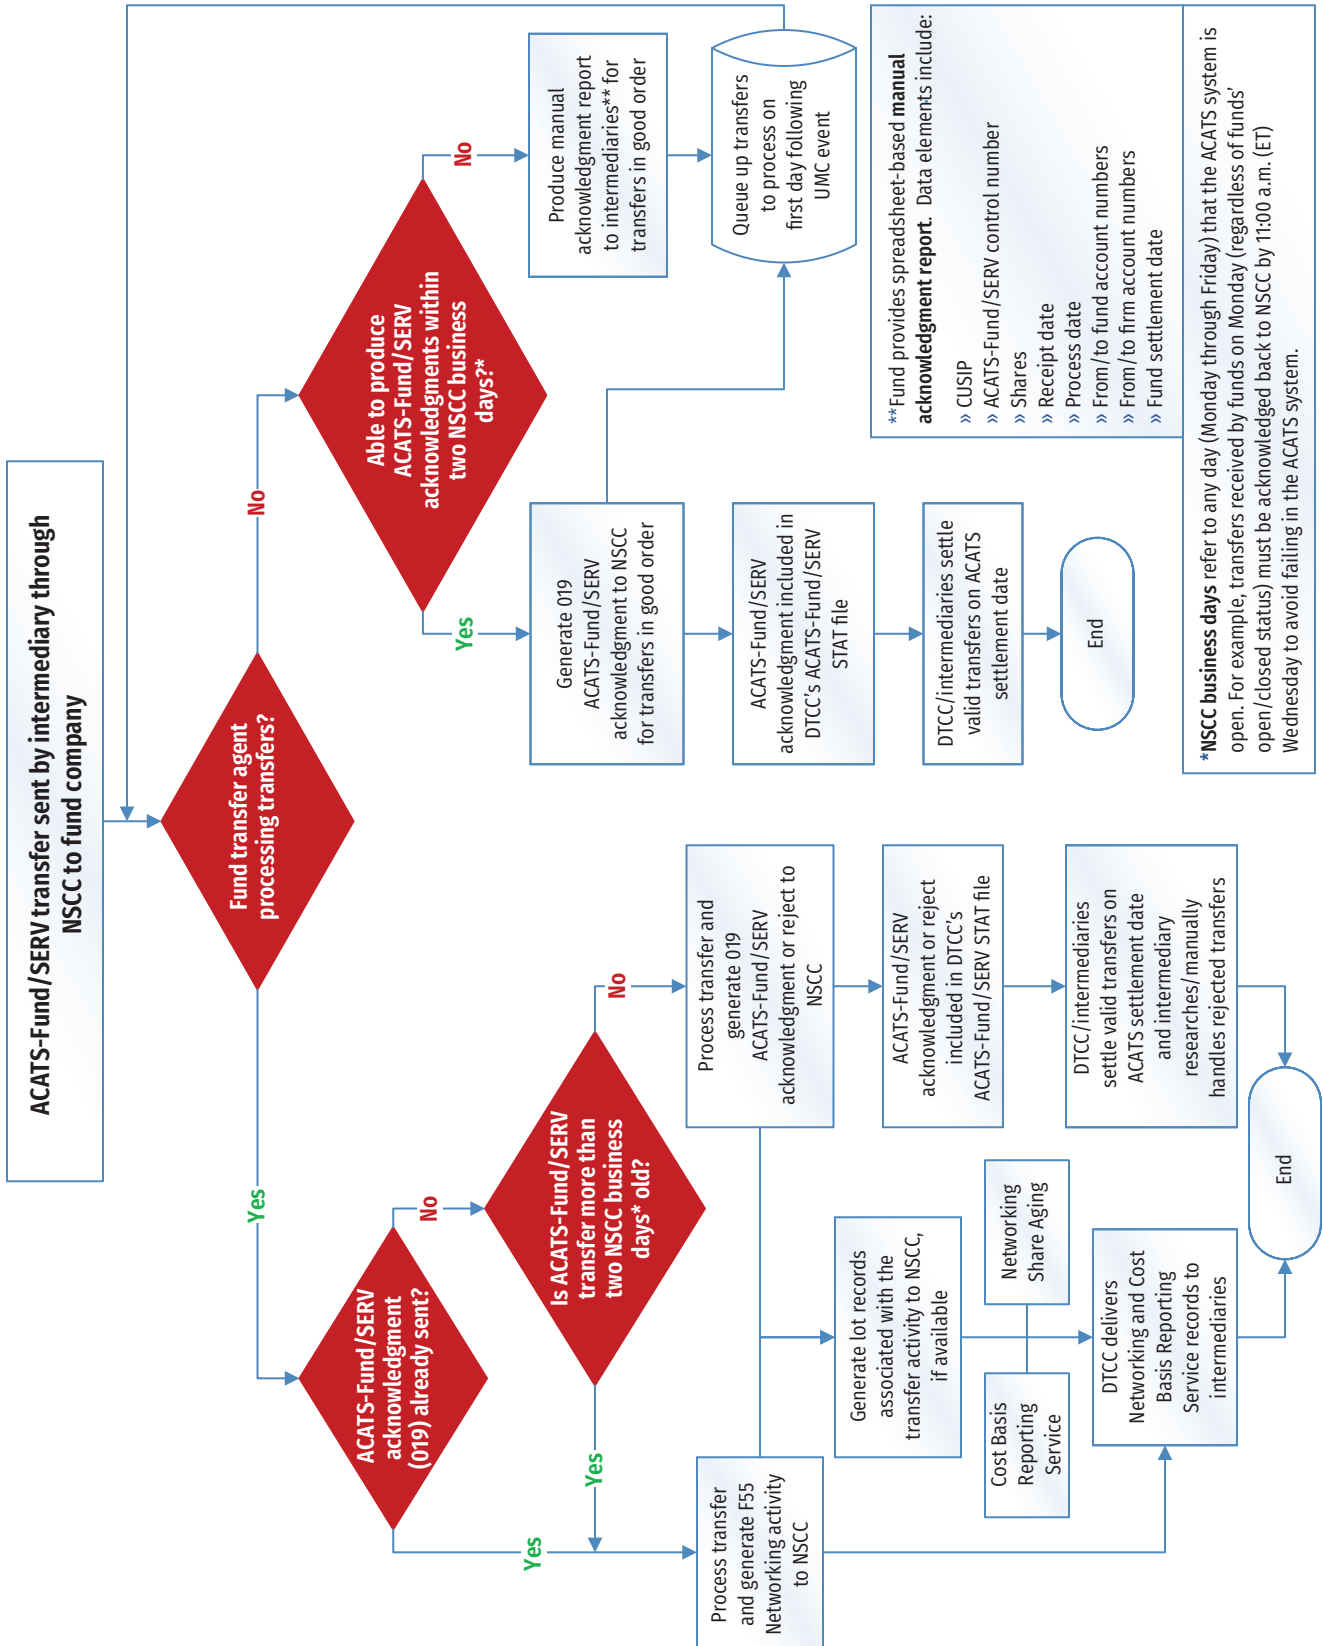 ACATS-Fund/SERV transfer sent by intermediary through
NSCC to fund company
Fund transfer agent
processing transfers?
Yes
No
ACATS-Fund/SERV
acknowledgment
(019) already sent?
Yes
No
Is ACATS-Fund/SERV
transfer more than
two NSCC business
days* old?
Yes
No
Process transfer
and generate F55
Networking activity
to NSCC
Process transfer and
generate 019
ACATS-Fund/SERV
acknowledgment or reject to
NSCC
Generate lot records
associated with the
transfer activity to NSCC,
if available
ACATS-Fund/SERV
acknowledgment or reject
included in DTCC's
ACATS-Fund/SERV STAT file
Cost Basis
Reporting
Service
Networking
Share Aging
DTCC delivers
Networking and Cost
Basis Reporting
Service records to
intermediaries
DTCC/intermediaries
settle valid transfers on
ACATS settlement date
and intermediary
researches/manually
handles rejected transfers
End
Able to produce
ACATS-Fund/SERV
acknowledgments within
two NSCC business
days?*
Yes
No
Generate 019
ACATS-Fund/SERV
acknowledgment to NSCC
for transfers in good order
Produce manual
acknowledgment report
to intermediaries** for
transfers in good order
ACATS-Fund/SERV
acknowledgment included in
DTCC's ACATS-Fund/SERV
STAT file
Queue up transfers
to process on
first day following
UMC event
DTCC/intermediaries settle
valid transfers on ACATS
settlement date
End
**Fund provides spreadsheet-based manual
acknowledgment report. Data elements include:
» CUSIP
» ACATS-Fund/SERV control number
» Shares
» Receipt date
» Process date
» From/to fund account numbers
» From/to firm account numbers
» Fund settlement date
*NSCC business days refer to any day (Monday through Friday) that the ACATS system is
open. For example, transfers received by funds on Monday (regardless of funds'
open/closed status) must be acknowledged back to NSCC by 11:00 a.m. (ET)
Wednesday to avoid failing in the ACATS system.